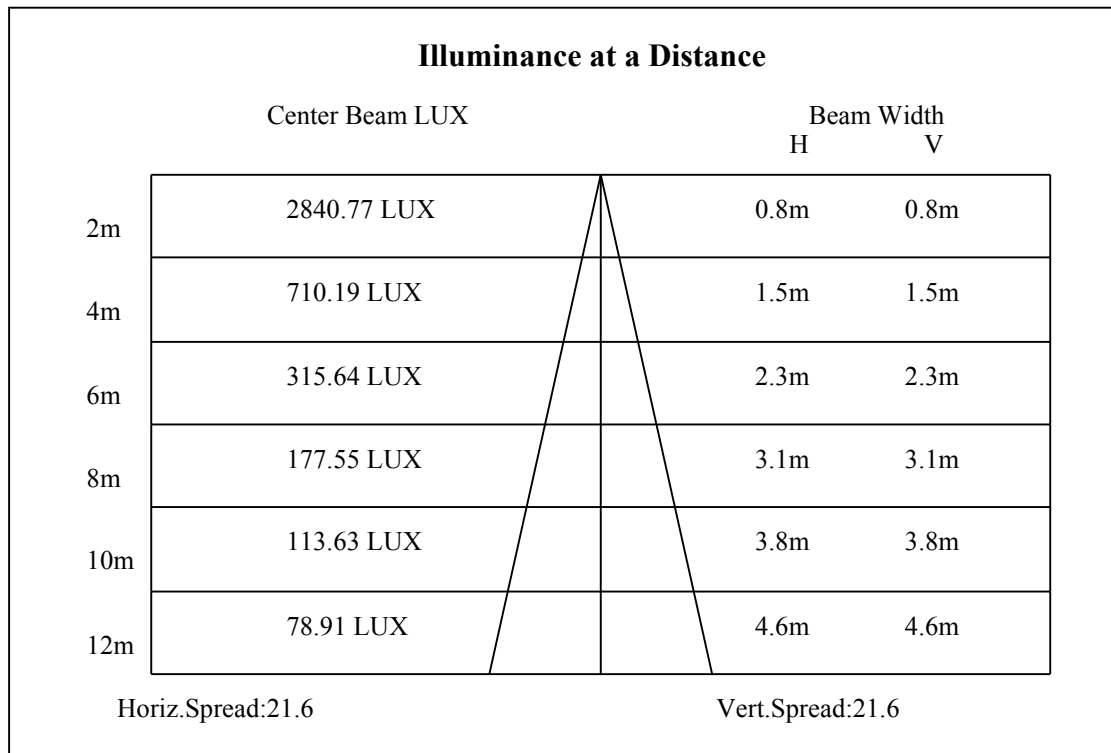 Illuminance at a Distance
Center Beam LUX Beam Width
H V
2840.77 LUX 0.8m 0.8m
2m
710.19 LUX 1.5m 1.5m
4m
315.64 LUX 2.3m 2.3m
6m
177.55 LUX 3.1m 3.1m
8m
113.63 LUX 3.8m 3.8m
10m
78.91 LUX 4.6m 4.6m
12m
Horiz.Spread:21.6 Vert.Spread:21.6